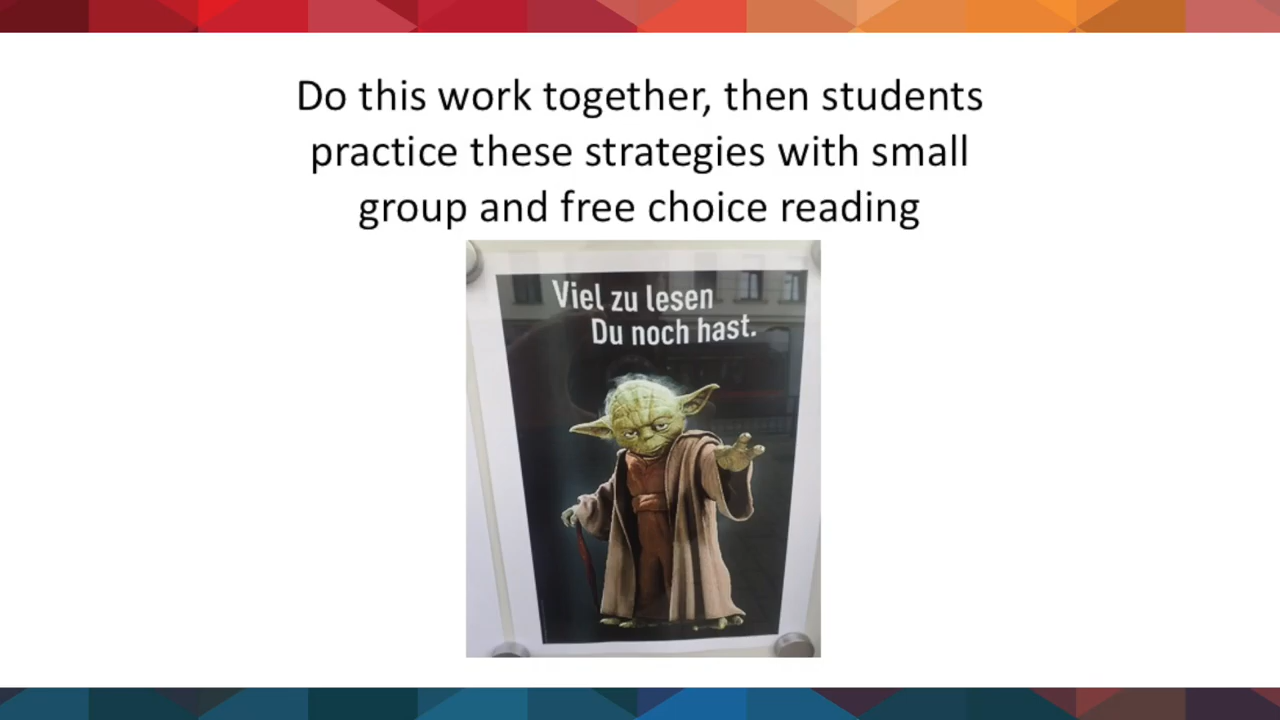 Do this work together, then students
practice these strategies with small
group and free choice reading
Viel zu lesen
Du noch hast.